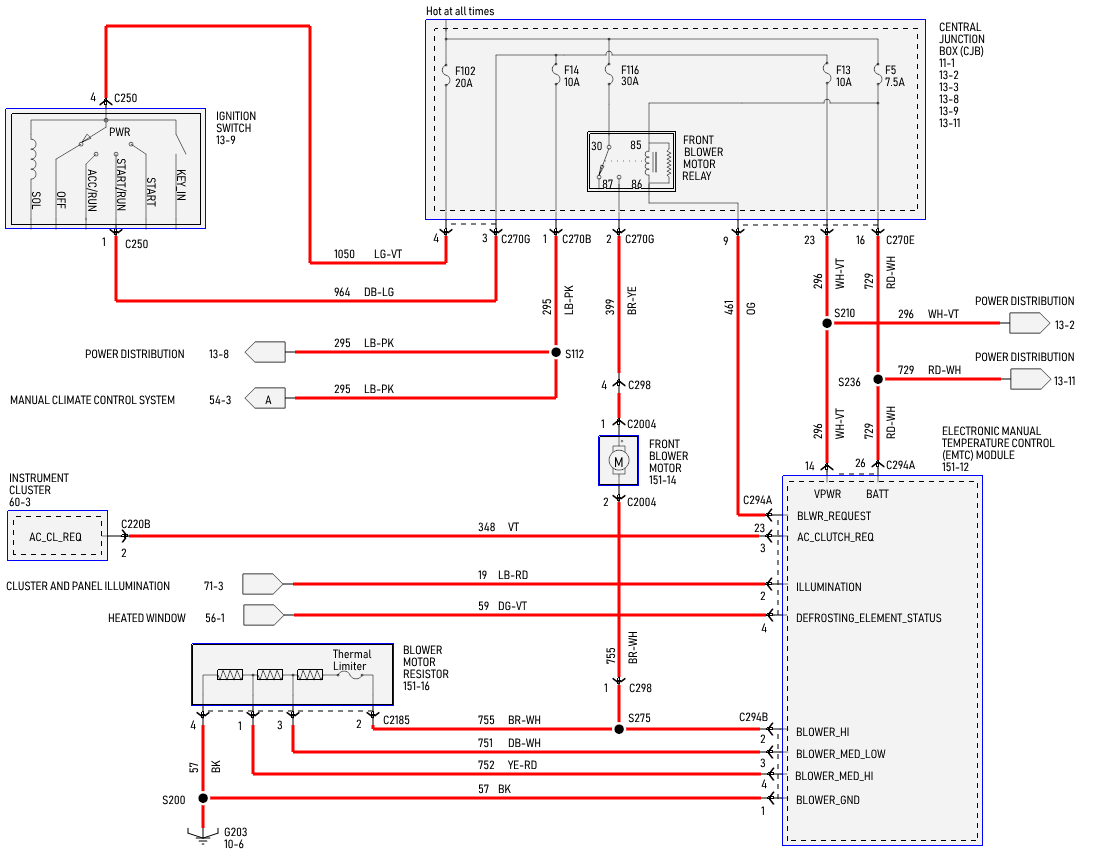 Hot at all times
CENTRAL
JUNCTION
BOX (CJB)
11-1
13-2
13-3
13-8
13-9
13-11
F102
20A
F14
10A
F116
30A
F13
10A
F5
7.5A
4 C250
IGNITION
SWITCH
13-9
PWR
SOL
OFF
ACC/RUN
START/RUN
START
KEY_IN
1 C250
30 85
87 86
FRONT
BLOWER
MOTOR
RELAY
4 3 C270G 1 C270B 2 C270G 9 23 16 C270E
1050 LG-VT
964 DB-LG
295 LB-PK
399 BR-YE
461 OG
296 WH-VT
729 RD-WH
POWER DISTRIBUTION
S210 296 WH-VT 13-2
POWER DISTRIBUTION 13-8 295 LB-PK S112
POWER DISTRIBUTION
S236 729 RD-WH 13-11
MANUAL CLIMATE CONTROL SYSTEM 54-3 A 295 LB-PK
4 C298
1 C2004
296 WH-VT
729 RD-WH
FRONT
BLOWER
MOTOR
151-14
+
M
2 C2004
ELECTRONIC MANUAL
TEMPERATURE CONTROL
(EMTC) MODULE
151-12
14 26 C294A
VPWR BATT
INSTRUMENT
CLUSTER
60-3
AC_CL_REQ
C220B
2
C294A
BLWR_REQUEST
23
348 VT
AC_CLUTCH_REQ
3
CLUSTER AND PANEL ILLUMINATION 71-3 19 LB-RD ILLUMINATION
2
HEATED WINDOW 56-1 59 DG-VT DEFROSTING_ELEMENT_STATUS
4
755 BR-WH
BLOWER
MOTOR
RESISTOR
151-16
Thermal
Limiter
1 C298
S275
4 1 3 2 C2185
755 BR-WH C294B
BLOWER_HI
2
751 DB-WH BLOWER_MED_LOW
3
752 YE-RD BLOWER_MED_HI
4
57 BK
S200 57 BK BLOWER_GND
1
G203
10-6